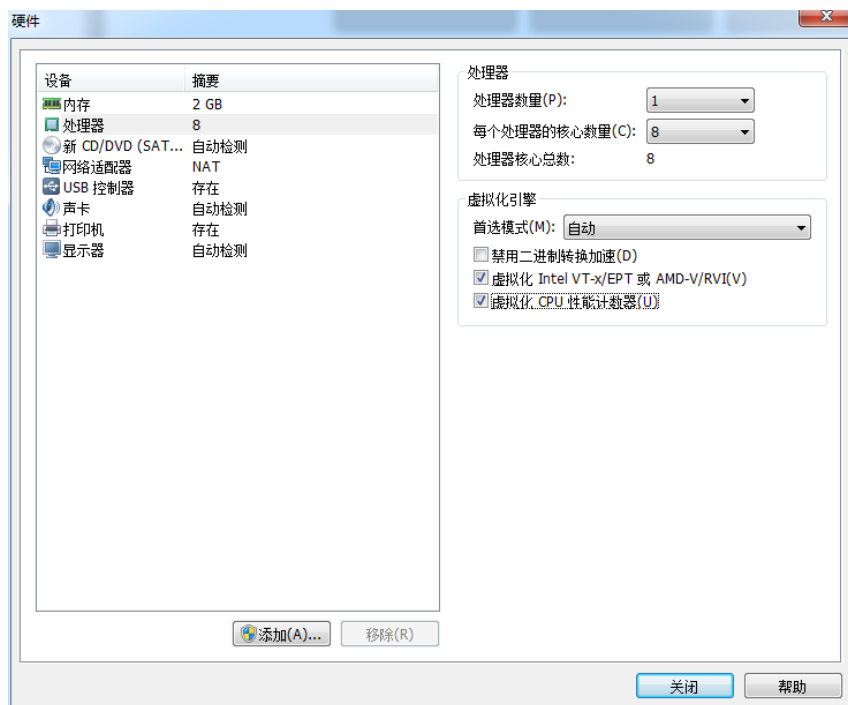 硬件
设备 摘要
内存 2 GB
处理器 8
新 CD/DVD (SAT... 自动检测
网络适配器 NAT
USB 控制器 存在
声卡 自动检测
打印机 存在
显示器 自动检测
添加(A)... 移除(R)
处理器
处理器数量(P): 1
每个处理器的核心数量(C): 8
处理器核心总数: 8
虚拟化引擎
首选模式(M): 自动
禁用二进制转换加速(D)
虚拟化 Intel VT-x/EPT 或 AMD-V/RVI(V)
虚拟化 CPU 性能计数器(U)
关闭 帮助